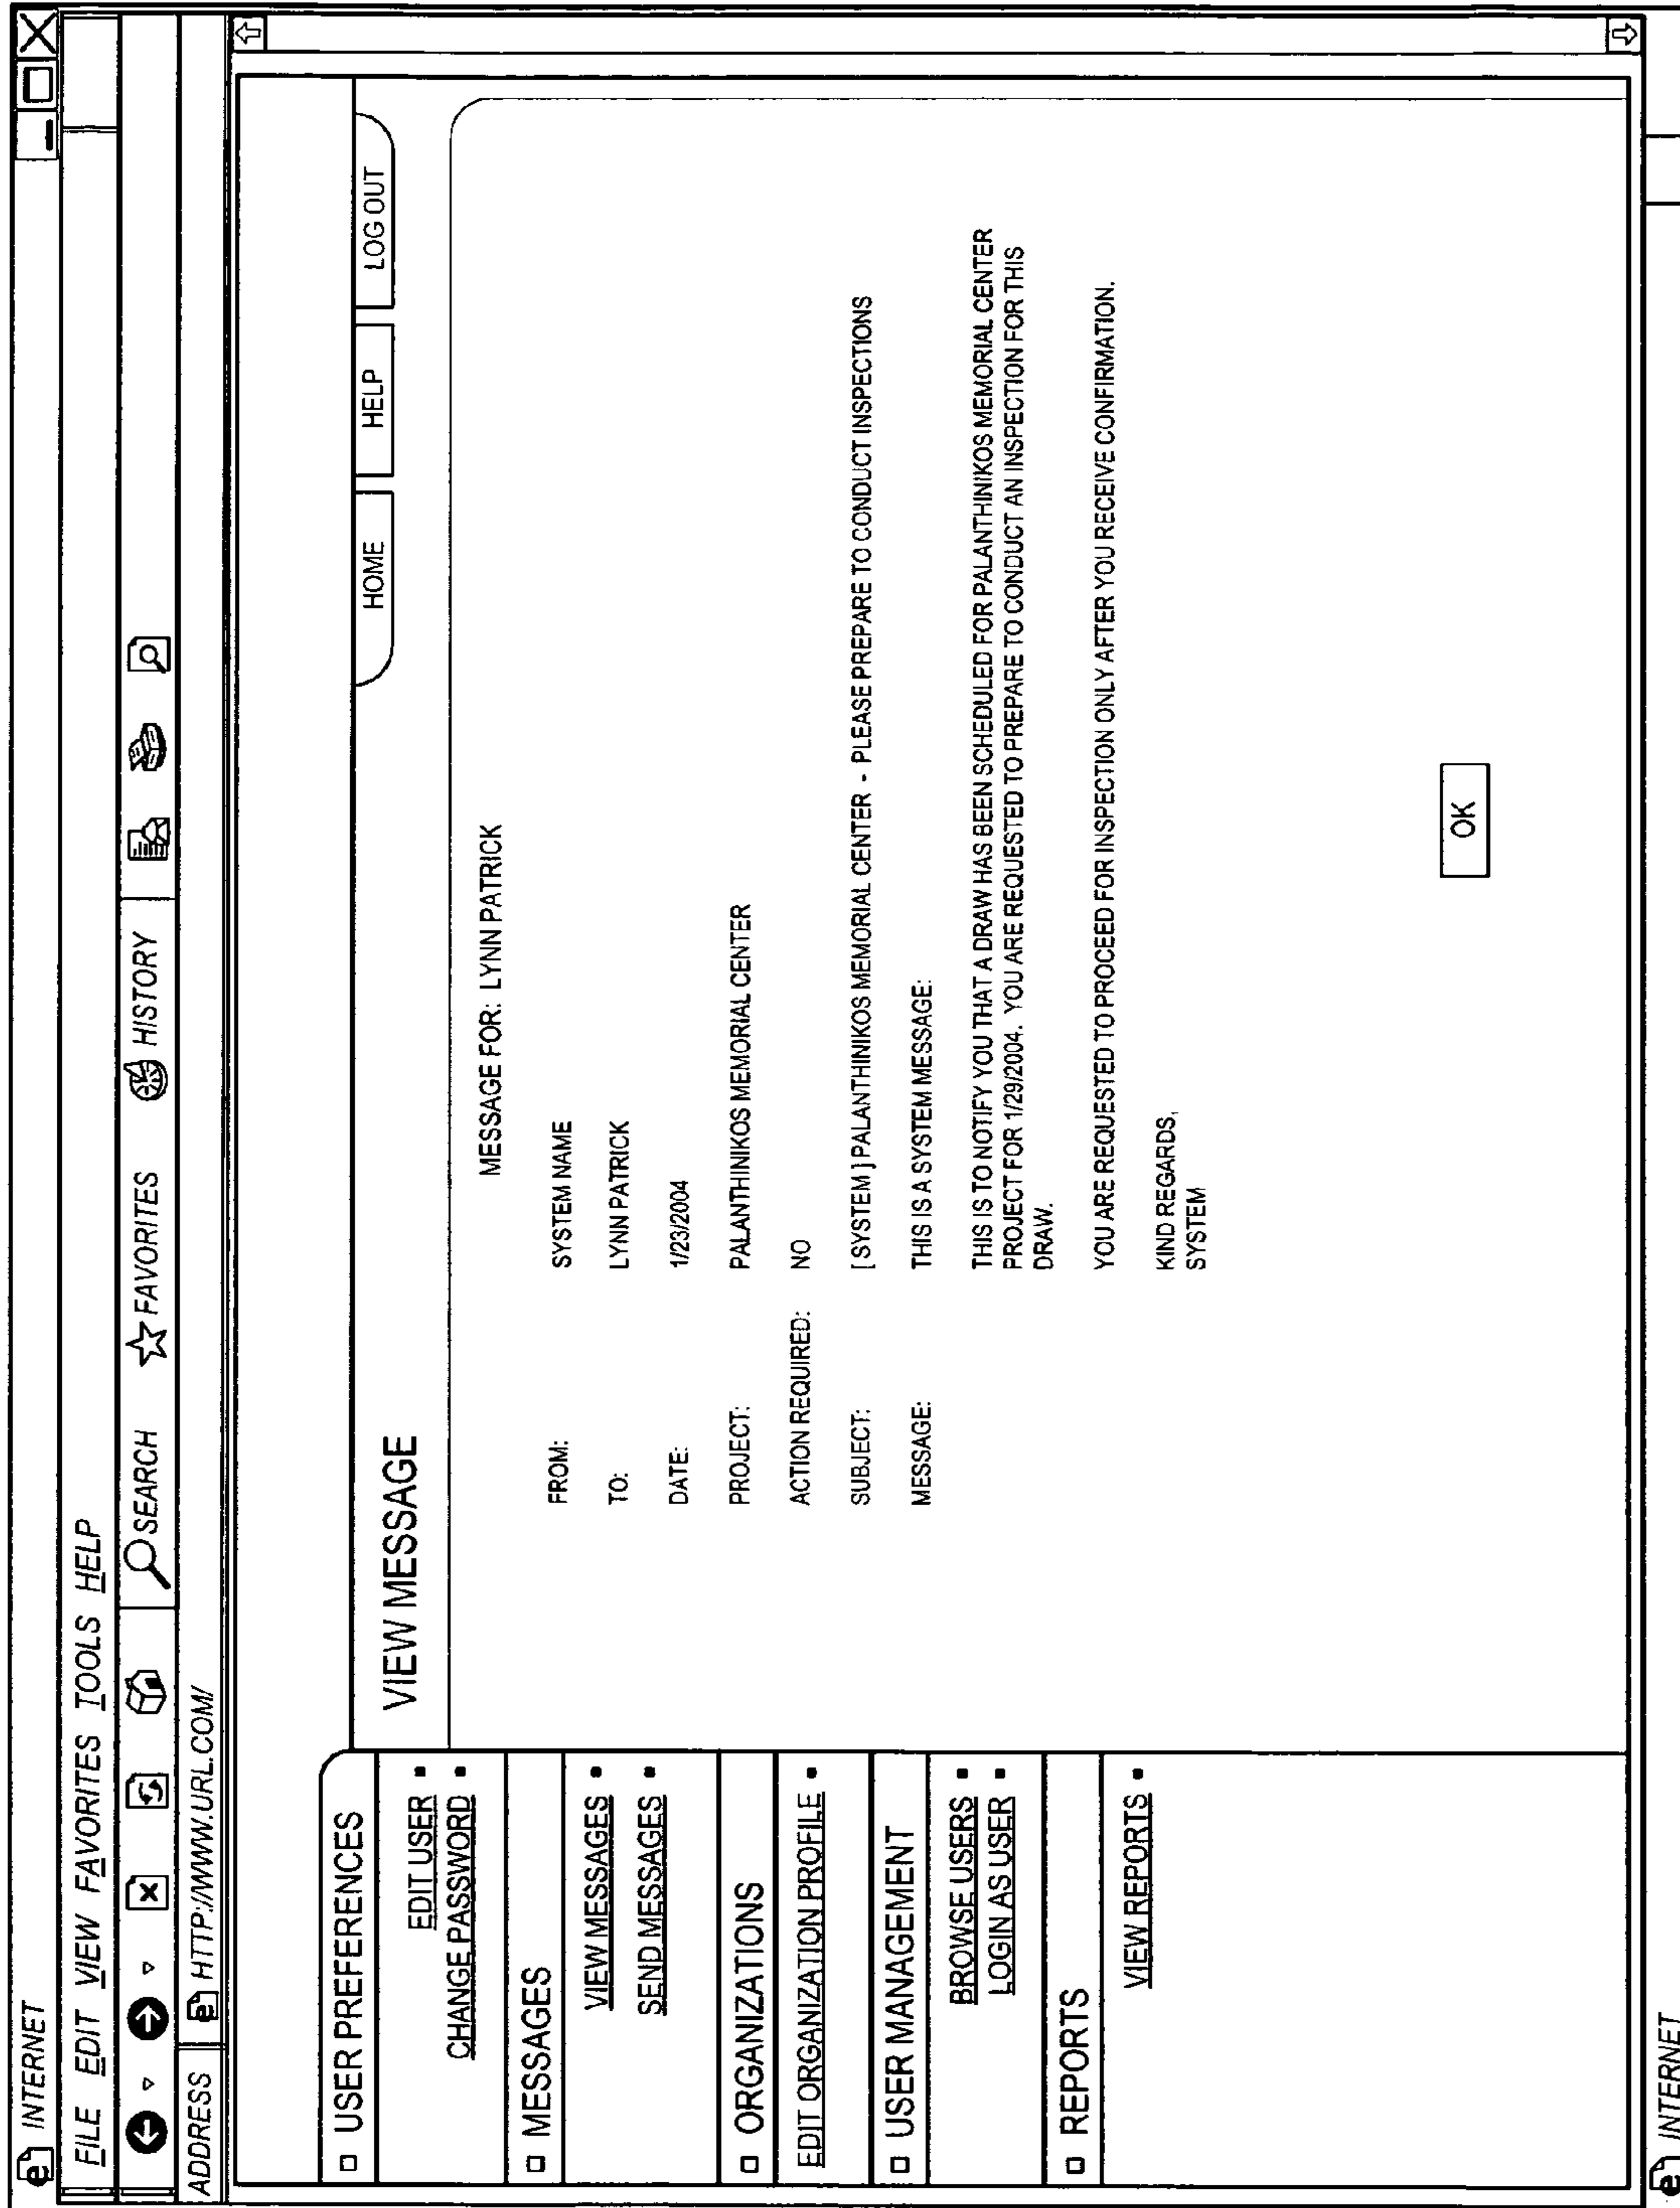 INTERNET
FILE EDIT VIEW FAVORITES TOOLS HELP
SEARCH FAVORITES HISTORY
ADDRESS HTTP://WWW.URL.COM/
HOME HELP LOG OUT
USER PREFERENCES
EDIT USER
CHANGE PASSWORD
MESSAGES
VIEW MESSAGES
SEND MESSAGES
ORGANIZATIONS
EDIT ORGANIZATION PROFILE
USER MANAGEMENT
BROWSE USERS
LOGIN AS USER
REPORTS
VIEW REPORTS
VIEW MESSAGE
MESSAGE FOR: LYNN PATRICK
FROM: SYSTEM NAME
TO: LYNN PATRICK
DATE: 1/23/2004
PROJECT: PALANTHINIKOS MEMORIAL CENTER
ACTION REQUIRED: NO
SUBJECT: [SYSTEM] PALANTHINIKOS MEMORIAL CENTER - PLEASE PREPARE TO CONDUCT INSPECTIONS
MESSAGE: THIS IS A SYSTEM MESSAGE:
THIS IS TO NOTIFY YOU THAT A DRAW HAS BEEN SCHEDULED FOR PALANTHINIKOS MEMORIAL CENTER
PROJECT FOR 1/29/2004. YOU ARE REQUESTED TO PREPARE TO CONDUCT AN INSPECTION FOR THIS
DRAW.
YOU ARE REQUESTED TO PROCEED FOR INSPECTION ONLY AFTER YOU RECEIVE CONFIRMATION.
KIND REGARDS,
SYSTEM
OK
INTERNET